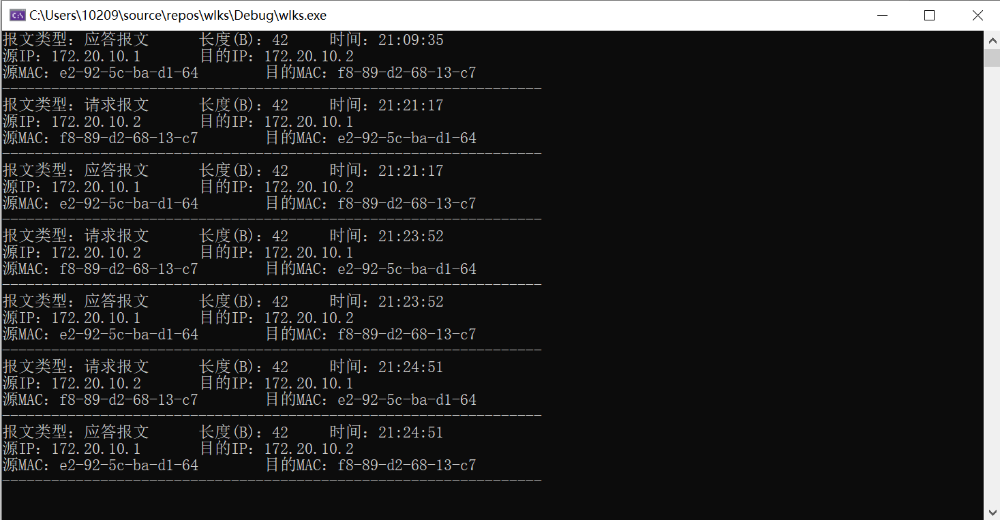 C:\Users\10209\source\repos\wlks\Debug\wlks.exe
报文类型：应答报文 长度(B)：42 时间：21:09:35
源IP：172.20.10.1 目的IP：172.20.10.2
源MAC：e2-92-5c-ba-d1-64 目的MAC：f8-89-d2-68-13-c7
------------------------------------------------------------------
报文类型：请求报文 长度(B)：42 时间：21:21:17
源IP：172.20.10.2 目的IP：172.20.10.1
源MAC：f8-89-d2-68-13-c7 目的MAC：e2-92-5c-ba-d1-64
------------------------------------------------------------------
报文类型：应答报文 长度(B)：42 时间：21:21:17
源IP：172.20.10.1 目的IP：172.20.10.2
源MAC：e2-92-5c-ba-d1-64 目的MAC：f8-89-d2-68-13-c7
------------------------------------------------------------------
报文类型：请求报文 长度(B)：42 时间：21:23:52
源IP：172.20.10.2 目的IP：172.20.10.1
源MAC：f8-89-d2-68-13-c7 目的MAC：e2-92-5c-ba-d1-64
------------------------------------------------------------------
报文类型：应答报文 长度(B)：42 时间：21:23:52
源IP：172.20.10.1 目的IP：172.20.10.2
源MAC：e2-92-5c-ba-d1-64 目的MAC：f8-89-d2-68-13-c7
------------------------------------------------------------------
报文类型：请求报文 长度(B)：42 时间：21:24:51
源IP：172.20.10.2 目的IP：172.20.10.1
源MAC：f8-89-d2-68-13-c7 目的MAC：e2-92-5c-ba-d1-64
------------------------------------------------------------------
报文类型：应答报文 长度(B)：42 时间：21:24:51
源IP：172.20.10.1 目的IP：172.20.10.2
源MAC：e2-92-5c-ba-d1-64 目的MAC：f8-89-d2-68-13-c7
------------------------------------------------------------------